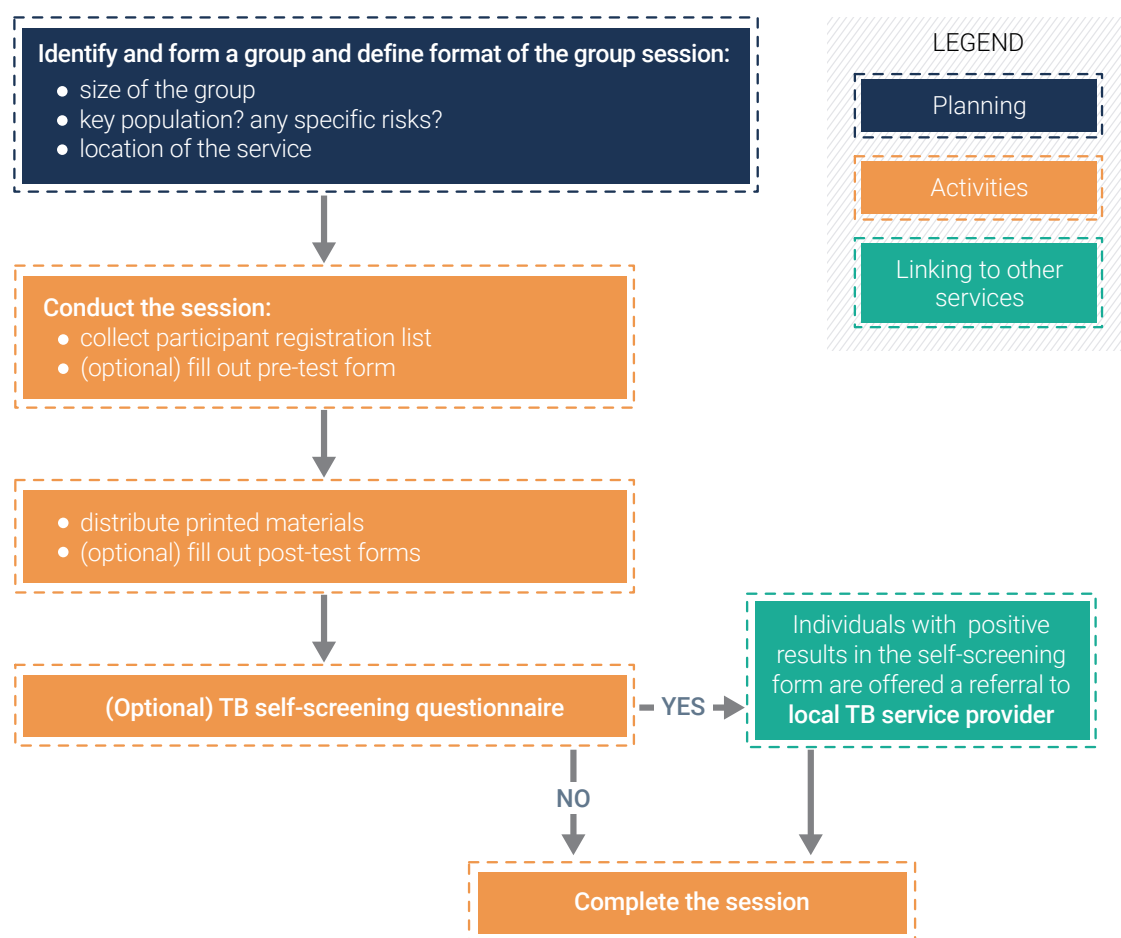 Identify and form a group and define format of the group session:
● size of the group
● key population? any specific risks?
● location of the service
LEGEND
Planning
Activities
Linking to other
services
Conduct the session:
● collect participant registration list
● (optional) fill out pre-test form
● distribute printed materials
● (optional) fill out post-test forms
(Optional) TB self-screening questionnaire
YES
Individuals with positive
results in the self-screening
form are offered a referral to
local TB service provider
NO
Complete the session